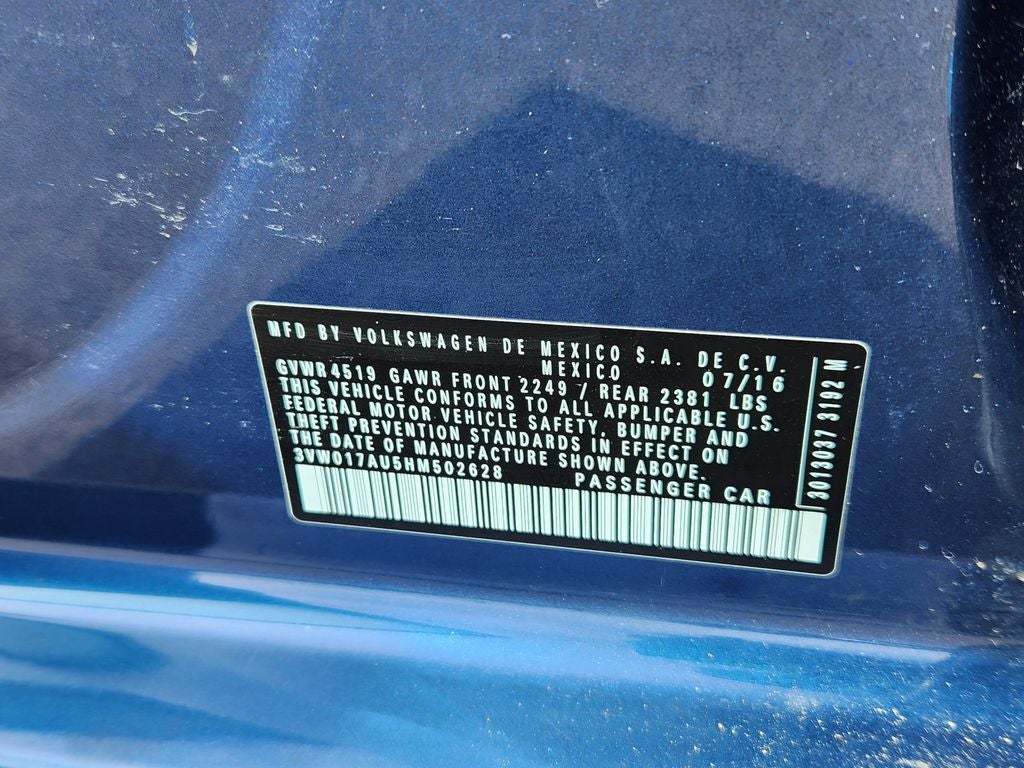 MFD BY VOLKSWAGEN DE MEXICO S.A. DE C.V.
MEXICO 07/16
GVWR4519 GAWR FRONT 2249 / REAR 2381 LBS
THIS VEHICLE CONFORMS TO ALL APPLICABLE U.S.
FEDERAL MOTOR VEHICLE SAFETY, BUMPER AND
THEFT PREVENTION STANDARDS IN EFFECT ON
THE DATE OF MANUFACTURE SHOWN ABOVE.
3VW017AU5HM502628 PASSENGER CAR
3013037 3192 M